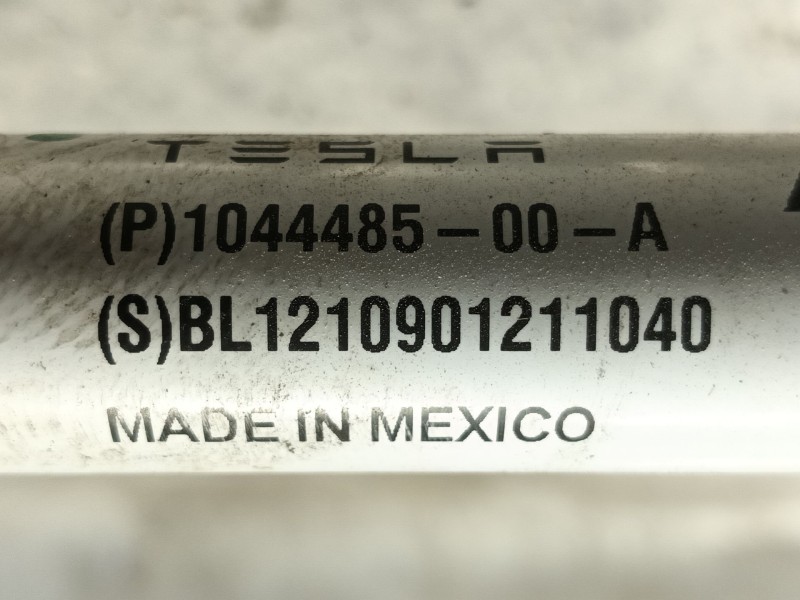 TESLA
(P)1044485-00-A
(S)BL1210901211040
MADE IN MEXICO